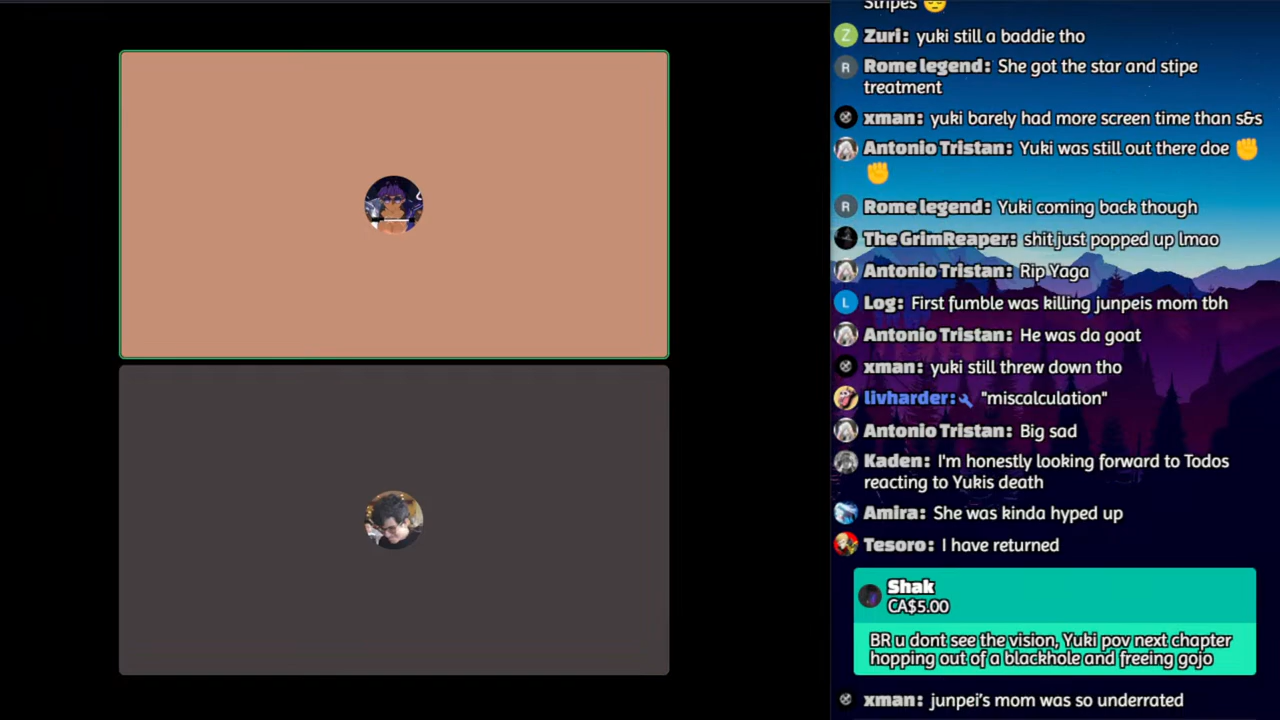 Stripes 😔
Z Zuri: yuki still a baddie tho
R Rome legend: She got the star and stipe
treatment
xman: yuki barely had more screen time than s&s
Antonio Tristan: Yuki was still out there doe ✊
✊
R Rome legend: Yuki coming back though
The GrimReaper: shit just popped up lmao
Antonio Tristan: Rip Yaga
L Log: First fumble was killing junpeis mom tbh
Antonio Tristan: He was da goat
xman: yuki still threw down tho
livharder: "miscalculation"
Antonio Tristan: Big sad
Kaden: I'm honestly looking forward to Todos
reacting to Yukis death
Amira: She was kinda hyped up
Tesoro: I have returned
Shak
CA$5.00
BR u dont see the vision, Yuki pov next chapter
hopping out of a blackhole and freeing gojo
xman: junpei's mom was so underrated